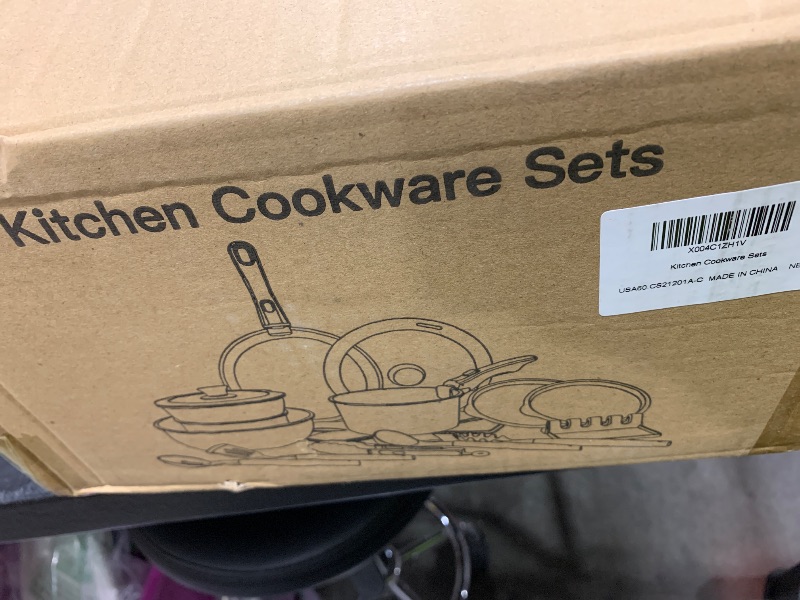 Kitchen Cookware Sets
X004C1ZH1V
Kitchen Cookware Sets
USA60 CS21201A-C MADE IN CHINA